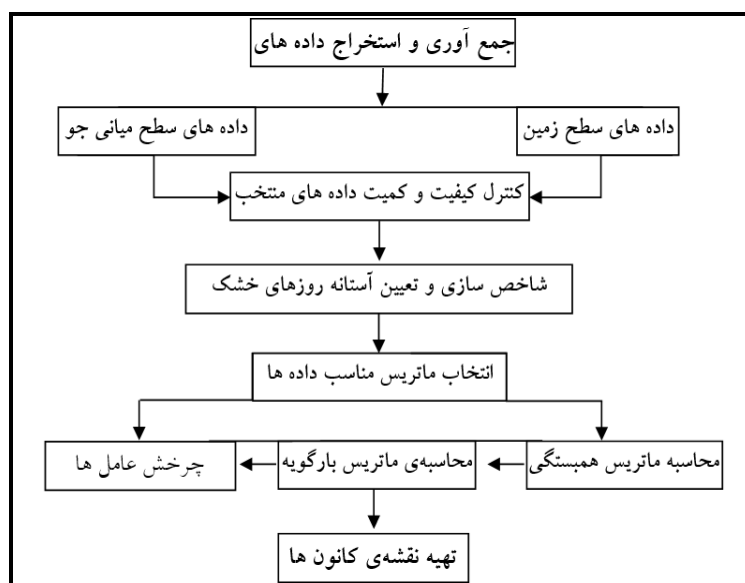 جمع آوری و استخراج داده های
داده های سطح زمین
داده های سطح میانی جو
کنترل کیفیت و کمیت داده های منتخب
شاخص سازی و تعیین آستانه روزهای خشک
انتخاب ماتریس مناسب داده ها
محاسبه ماتریس همبستگی
محاسبه‌ی ماتریس بارگویه
چرخش عامل ها
تهیه نقشه‌ی کانون ها